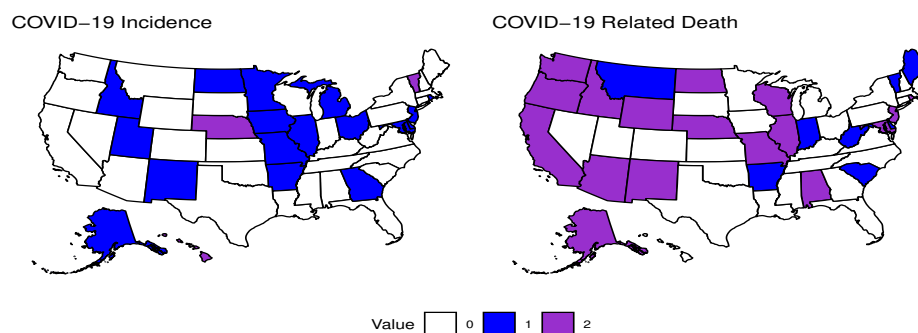 COVID−19 Incidence
COVID−19 Related Death
Value 0 1 2